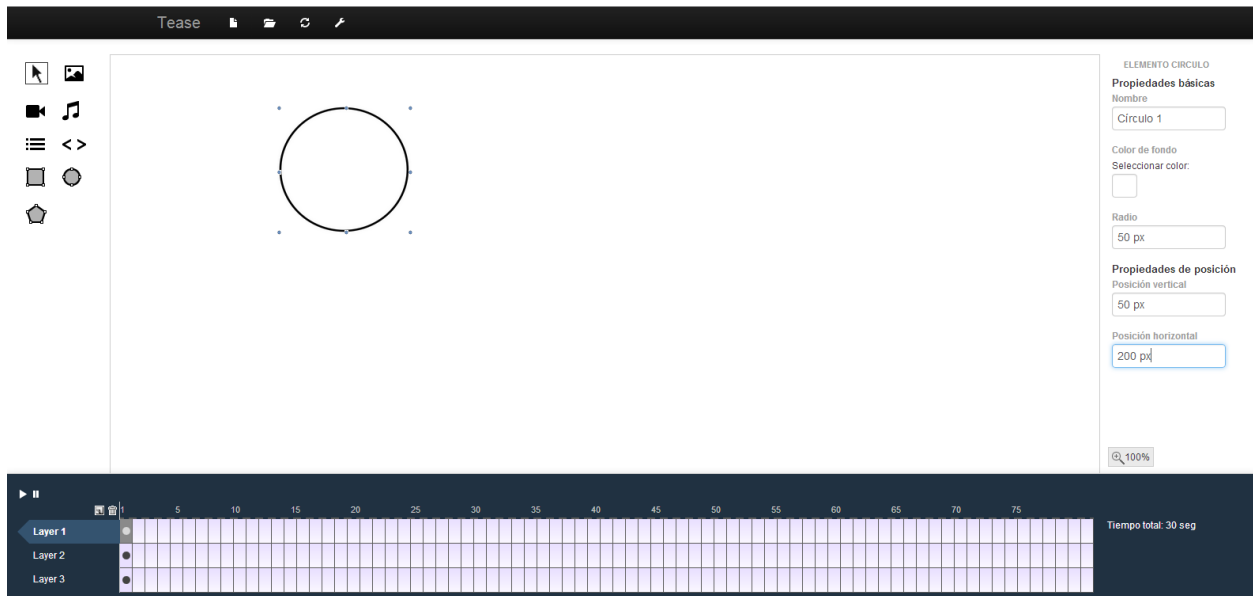 Tease
ELEMENTO CIRCULO
Propiedades básicas
Nombre
Círculo 1
Color de fondo
Seleccionar color:
Radio
50 px
Propiedades de posición
Posición vertical
50 px
Posición horizontal
200 px
100%
1 5 10 15 20 25 30 35 40 45 50 55 60 65 70 75
Layer 1
Tiempo total: 30 seg
Layer 2
Layer 3